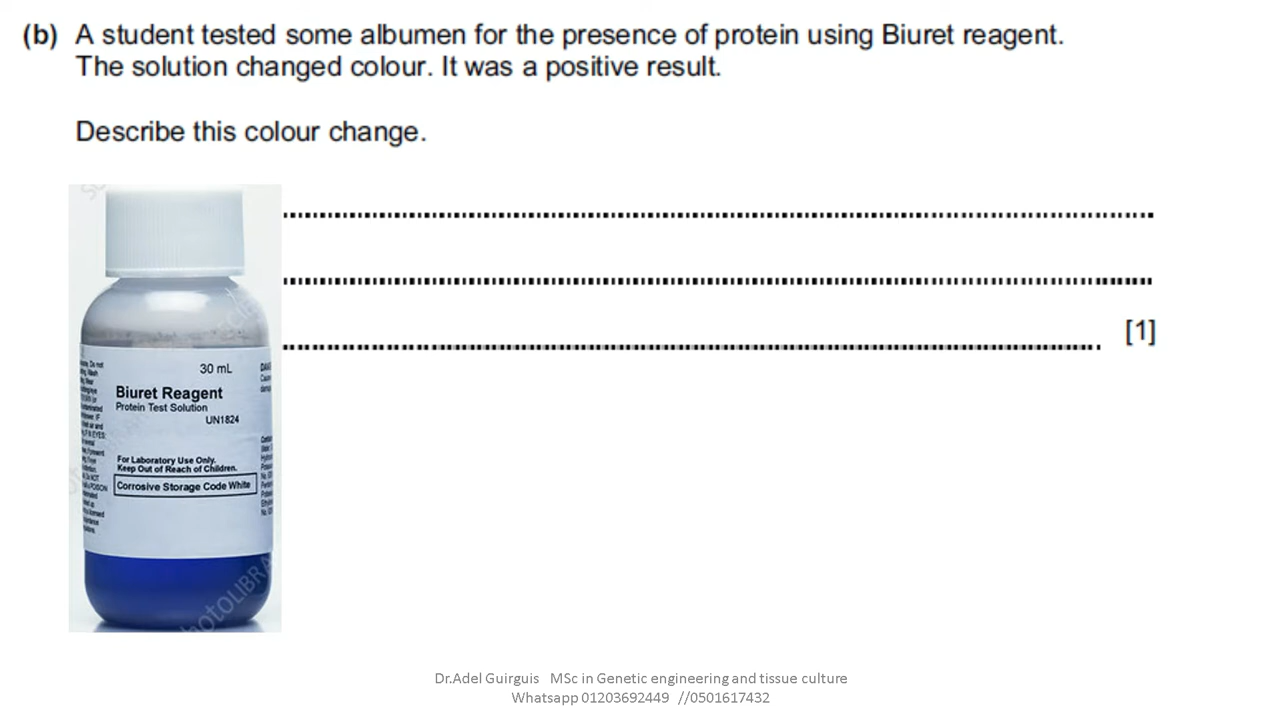 (b) A student tested some albumen for the presence of protein using Biuret reagent.
The solution changed colour. It was a positive result.
Describe this colour change.
[1]
30 mL
Biuret Reagent
Protein Test Solution
UN1824
For Laboratory Use Only.
Keep Out of Reach of Children.
Corrosive Storage Code White
Dr.Adel Guirguis MSc in Genetic engineering and tissue culture
Whatsapp 01203692449 //0501617432